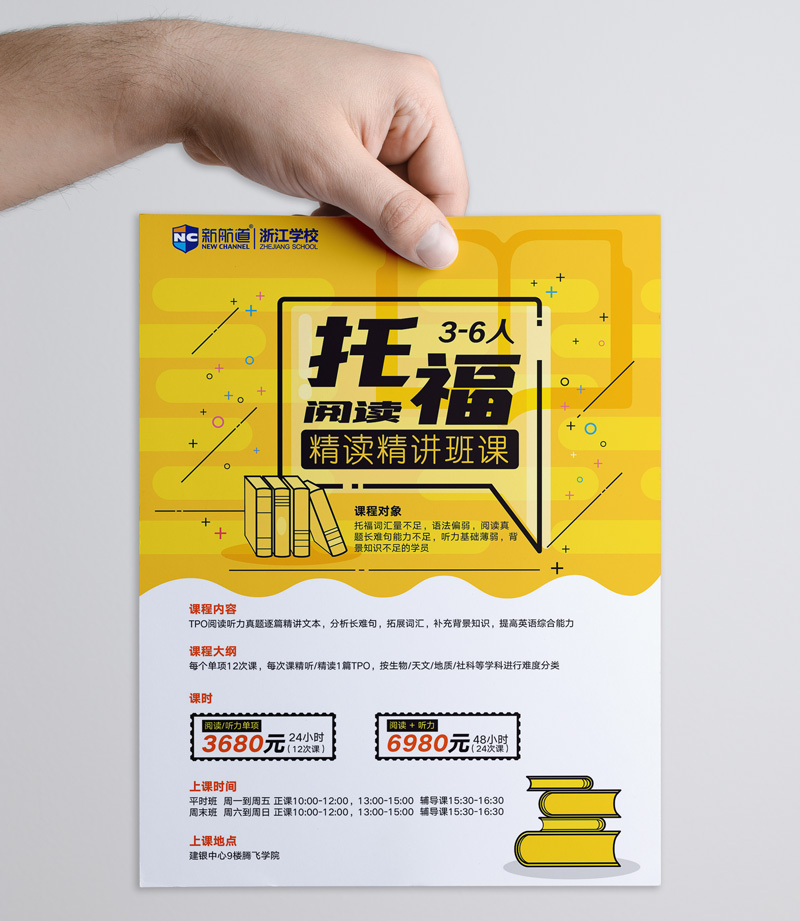 NC 新航道® 浙江学校
NEW CHANNEL ZHEJIANG SCHOOL
3-6人
托福
阅读
精读精讲班课
课程对象
托福词汇量不足，语法偏弱，阅读真
题长难句能力不足，听力基础薄弱，背
景知识不足的学员
课程内容
TPO阅读听力真题逐篇精讲文本，分析长难句，拓展词汇，补充背景知识，提高英语综合能力
课程大纲
每个单项12次课，每次课精听/精读1篇TPO，按生物/天文/地质/社科等学科进行难度分类
课时
阅读/听力单项
3680元 24小时
（12次课）
阅读 + 听力
6980元 48小时
（24次课）
上课时间
平时班 周一到周五 正课10:00-12:00，13:00-15:00 辅导课15:30-16:30
周末班 周六到周日 正课10:00-12:00，13:00-15:00 辅导课15:30-16:30
上课地点
建银中心9楼腾飞学院